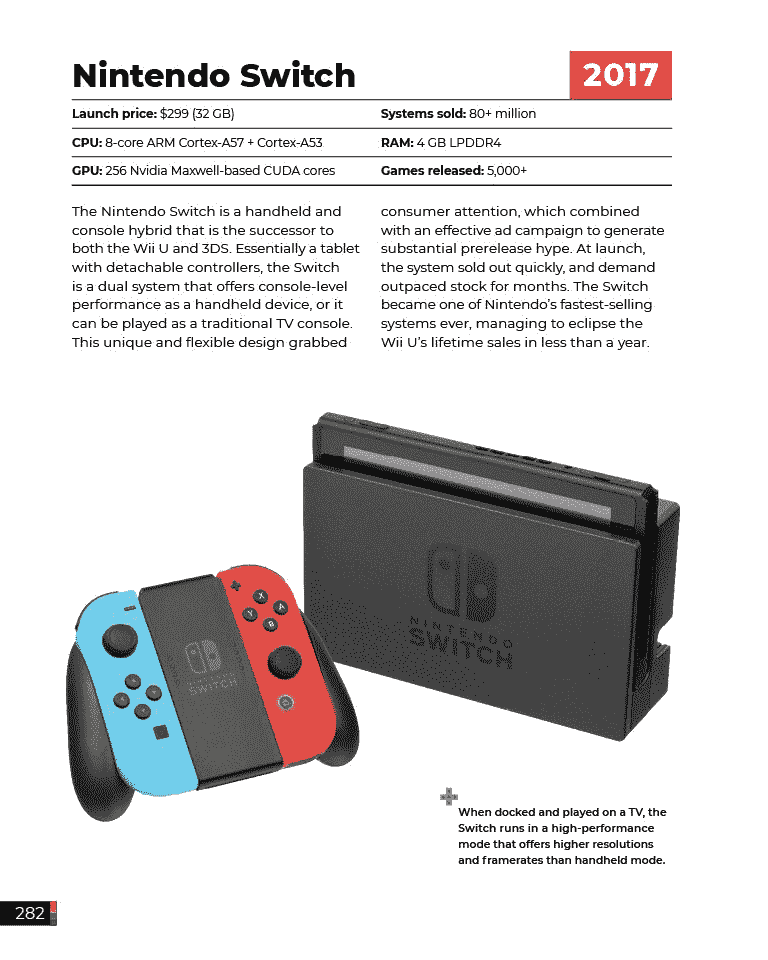 Nintendo Switch
2017
Launch price: $299 (32 GB)
Systems sold: 80+ million
CPU: 8-core ARM Cortex-A57 + Cortex-A53
RAM: 4 GB LPDDR4
GPU: 256 Nvidia Maxwell-based CUDA cores
Games released: 5,000+
The Nintendo Switch is a handheld and
console hybrid that is the successor to
both the Wii U and 3DS. Essentially a tablet
with detachable controllers, the Switch
is a dual system that offers console-level
performance as a handheld device, or it
can be played as a traditional TV console.
This unique and flexible design grabbed
consumer attention, which combined
with an effective ad campaign to generate
substantial prerelease hype. At launch,
the system sold out quickly, and demand
outpaced stock for months. The Switch
became one of Nintendo's fastest-selling
systems ever, managing to eclipse the
Wii U's lifetime sales in less than a year.
NINTENDO
SWITCH
X
A
Y
B
NINTENDO
SWITCH
When docked and played on a TV, the
Switch runs in a high-performance
mode that offers higher resolutions
and framerates than handheld mode.
282